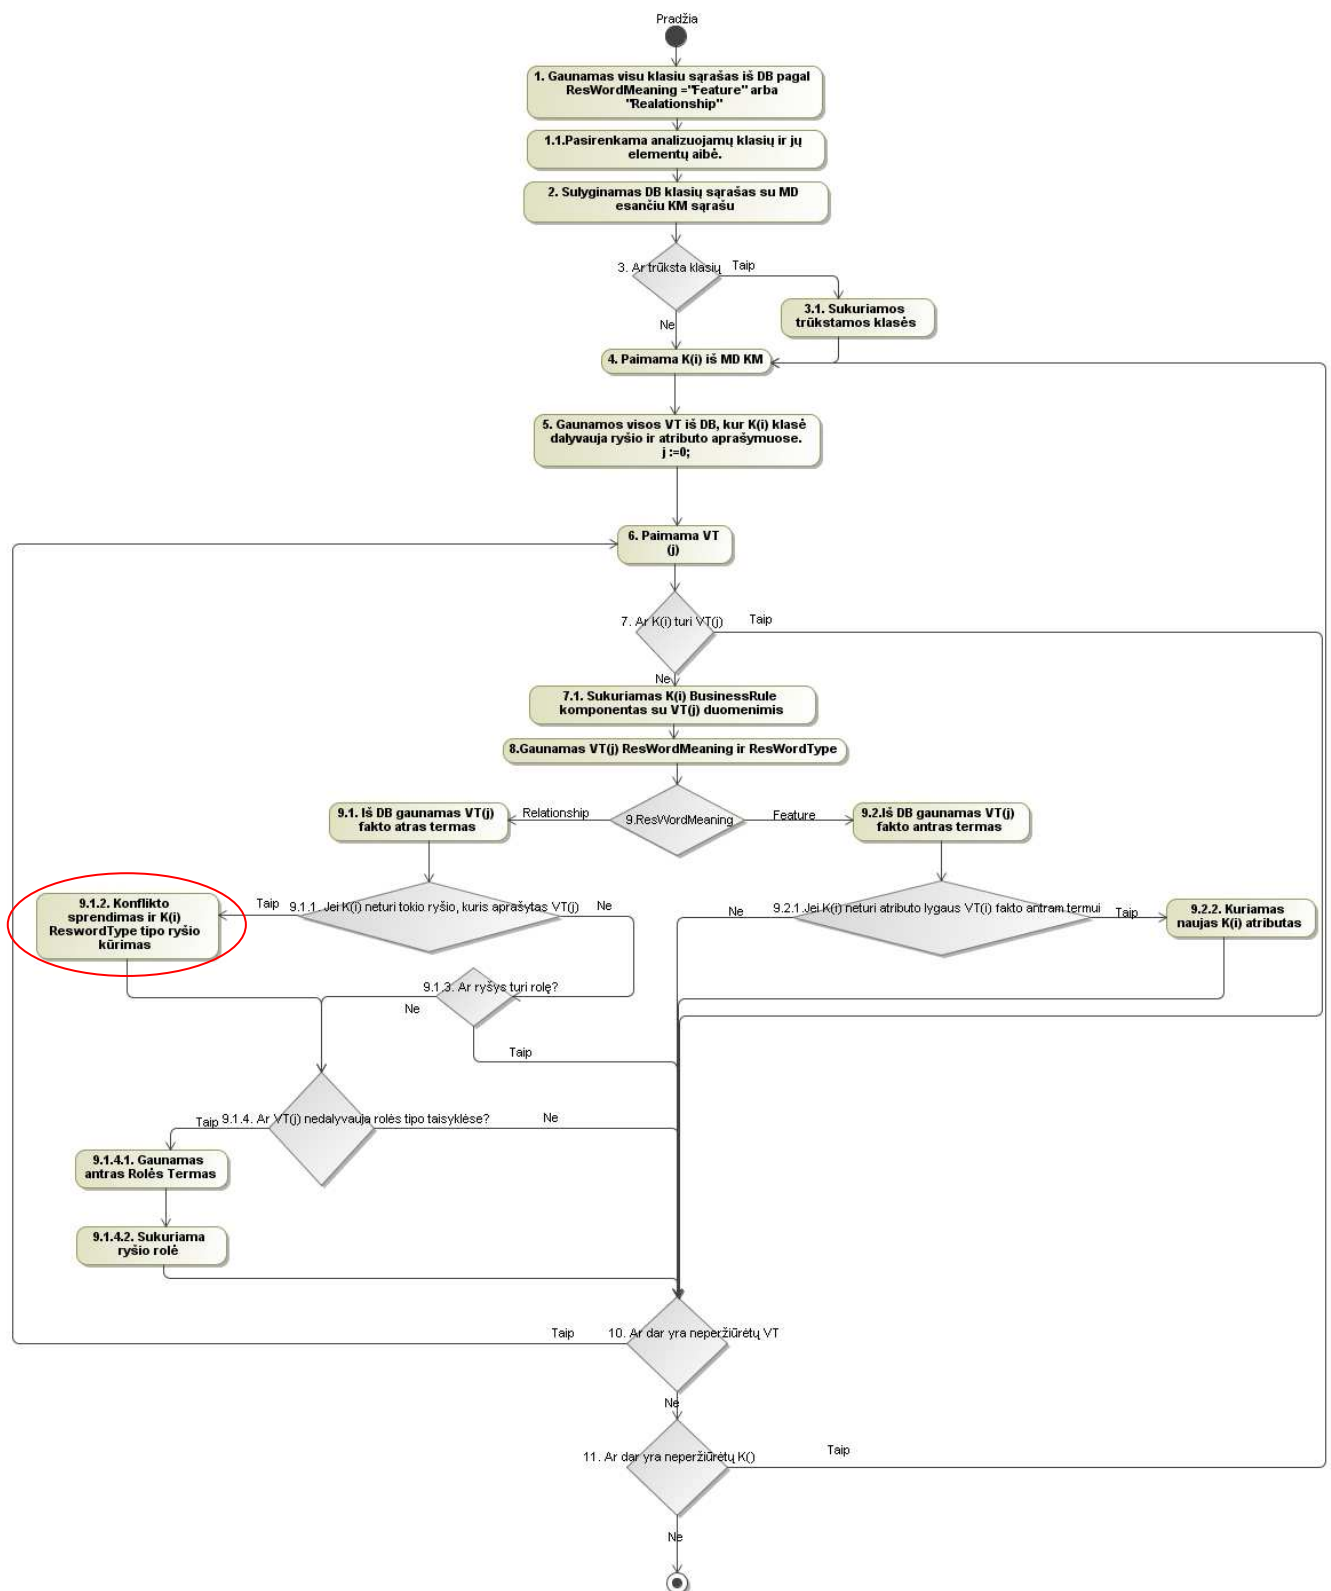 Pradžia
1. Gaunamas visu klasiu sąrašas iš DB pagal
ResWordMeaning ="Feature" arba
"Realationship"
1.1.Pasirenkama analizuojamų klasių ir jų
elementų aibė.
2. Sulyginamas DB klasių sąrašas su MD
esančiu KM sąrašu
3. Ar trūksta klasių
Taip
3.1. Sukuriamos
trūkstamos klasės
Ne
4. Paimama K(i) iš MD KM
5. Gaunamos visos VT iš DB, kur K(i) klasė
dalyvauja ryšio ir atributo aprašymuose.
j :=0;
6. Paimama VT
(j)
7. Ar K(i) turi VT(j)
Taip
Ne
7.1. Sukuriamas K(i) BusinessRule
komponentas su VT(j) duomenimis
8.Gaunamas VT(j) ResWordMeaning ir ResWordType
9.1. Iš DB gaunamas VT(j)
fakto atras termas
Relationship
9.ResWordMeaning
Feature
9.2.Iš DB gaunamas VT(j)
fakto antras termas
9.1.2. Konflikto
sprendimas ir K(i)
ReswordType tipo ryšio
kūrimas
Taip
9.1.1. Jei K(i) neturi tokio ryšio, kuris aprašytas VT(j)
Ne
Ne
9.2.1 Jei K(i) neturi atributo lygaus VT(i) fakto antram termui
Taip
9.2.2. Kuriamas
naujas K(i) atributas
9.1.3. Ar ryšys turi rolę?
Ne
Taip
Taip
9.1.4. Ar VT(j) nedalyvauja rolės tipo taisyklėse?
Ne
9.1.4.1. Gaunamas
antras Rolės Termas
9.1.4.2. Sukuriama
ryšio rolė
Taip
10. Ar dar yra neperžiūrėtų VT
Ne
11. Ar dar yra neperžiūrėtų K()
Taip
Ne